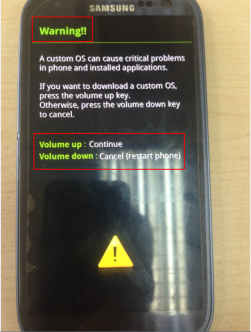 SAMSUNG
Warning!!
A custom OS can cause critical problems
in phone and installed applications.
If you want to download a custom OS,
press the volume up key.
Otherwise, press the volume down key
to cancel.
Volume up : Continue
Volume down : Cancel (restart phone)